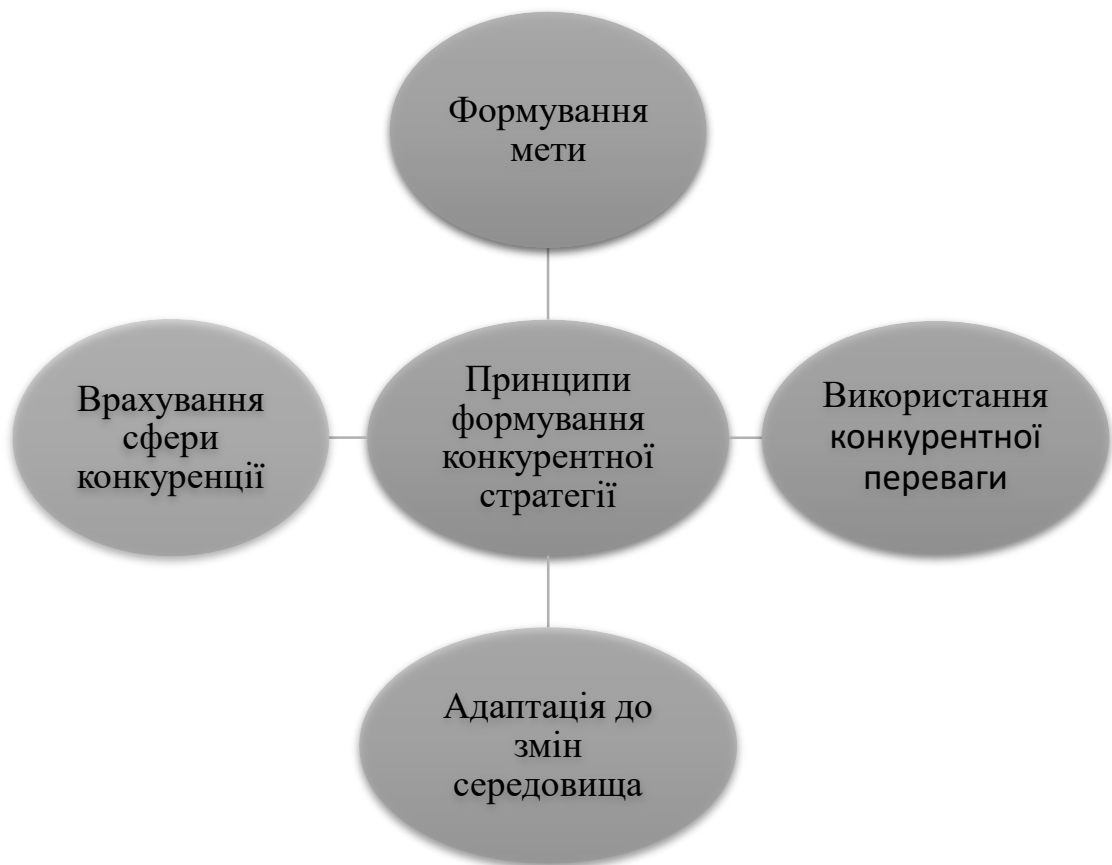 Формування
мети
Врахування
сфери
конкуренції
Принципи
формування
конкурентної
стратегії
Використання
конкурентної
переваги
Адаптація до
змін
середовища